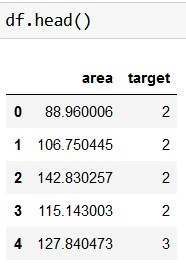 df.head()
area target
0 88.960006 2
1 106.750445 2
2 142.830257 2
3 115.143003 2
4 127.840473 3